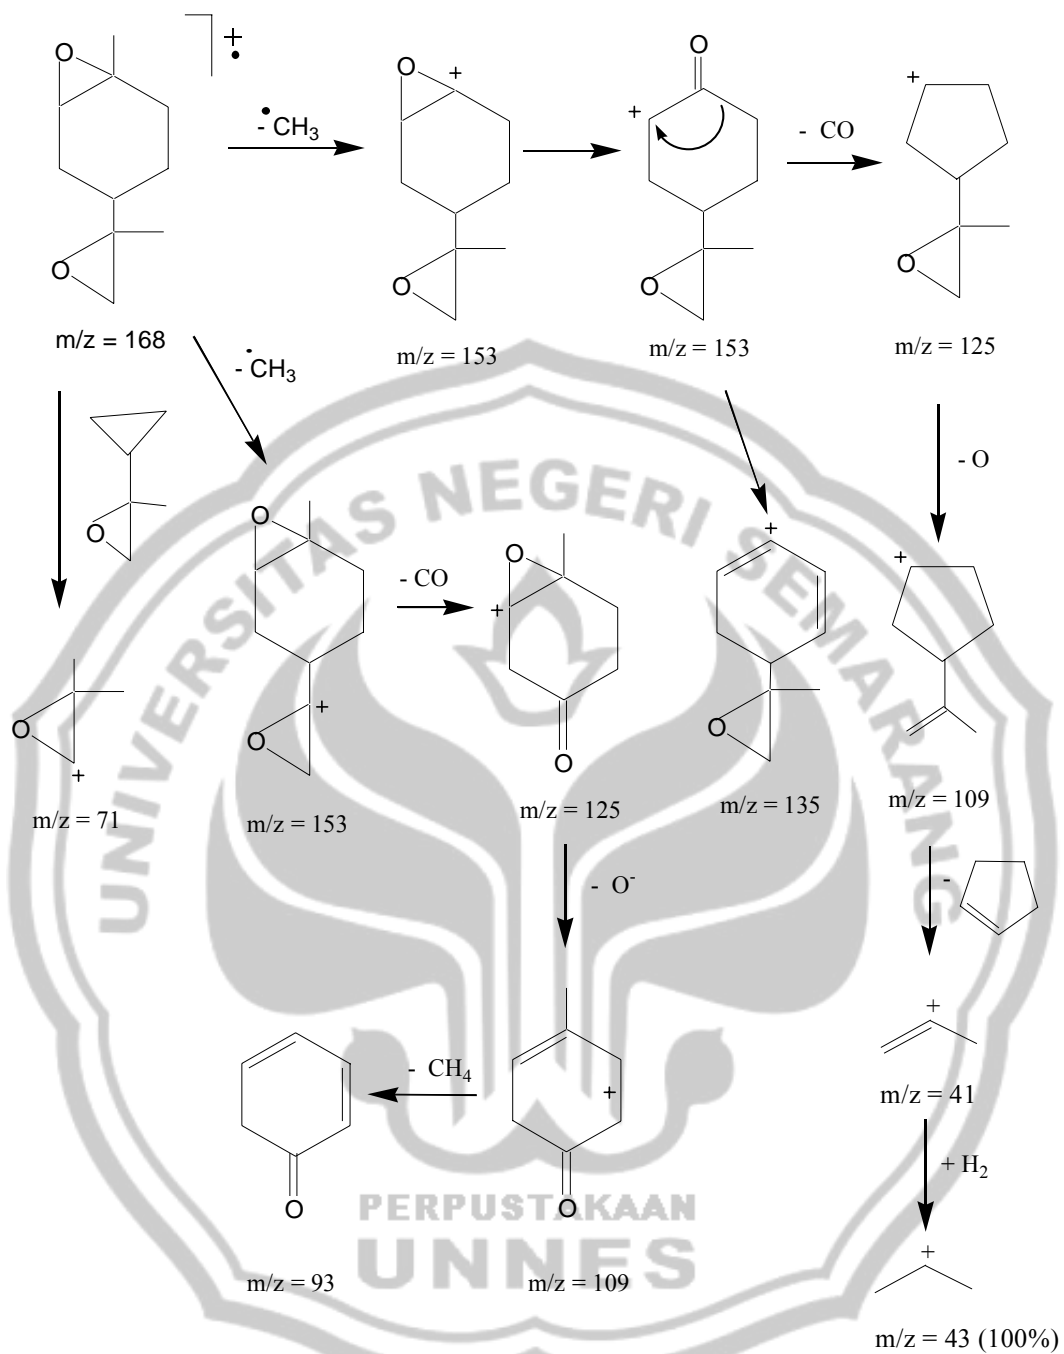 O
+
•
- •CH3
O
+
O
+
- CO
+
O
O
O
O
m/z = 168
m/z = 153
m/z = 153
m/z = 125
- •CH3
O
- O
O
+
O
- CO
O
+
+
+
O
+
O
O
O
+
m/z = 71
m/z = 153
m/z = 125
m/z = 135
m/z = 109
- O-
-
+
- CH4
+
m/z = 41
+ H2
O
O
+
m/z = 93
m/z = 109
m/z = 43 (100%)
UNIVERSITAS NEGERI SEMARANG
PERPUSTAKAAN
UNNES